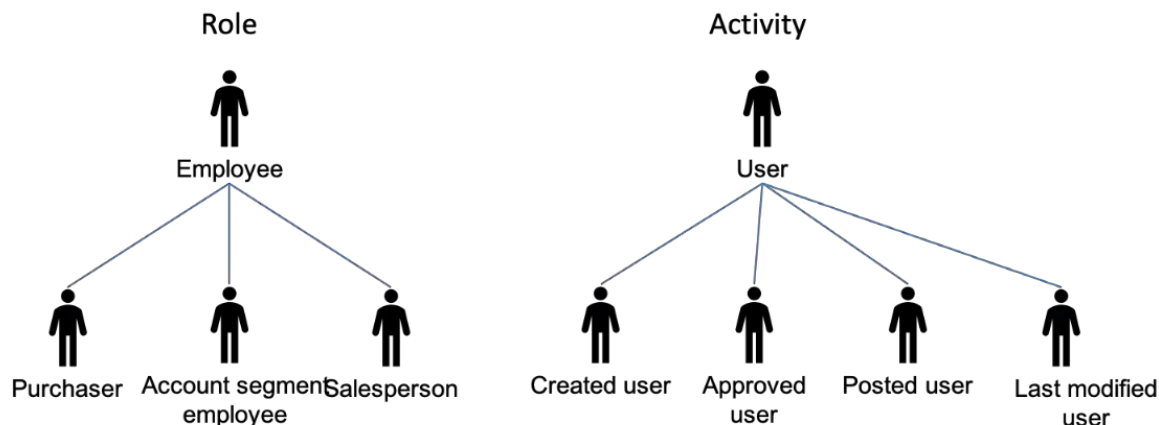 Role
Activity
Employee
User
Purchaser
Account segment
employee
Salesperson
Created user
Approved
user
Posted user
Last modified
user